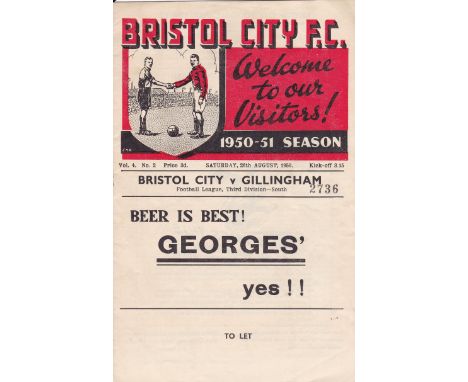 BRISTOL CITY F.C.
Welcome
to our
Visitors!
1950-51 SEASON
Vol. 4. No. 2 Price 3d. SATURDAY, 26th AUGUST, 1950. Kick-off 3.15
BRISTOL CITY v GILLINGHAM
Football League, Third Division—South 2736
BEER IS BEST!
GEORGES'
yes!!
TO LET